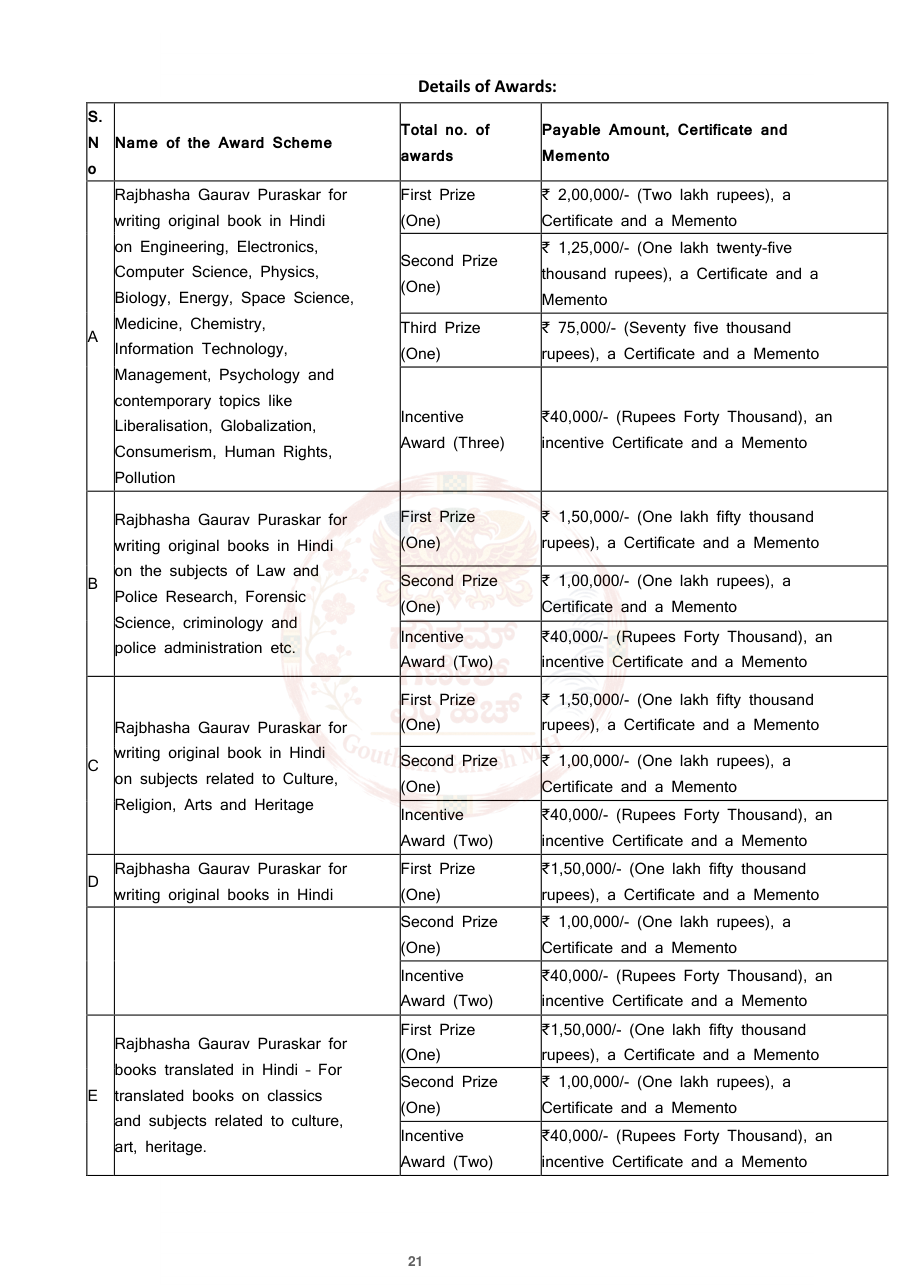 Details of Awards:
S.
N
o
Name of the Award Scheme
Total no. of
awards
Payable Amount, Certificate and
Memento
A
Rajbhasha Gaurav Puraskar for
writing original book in Hindi
on Engineering, Electronics,
Computer Science, Physics,
Biology, Energy, Space Science,
Medicine, Chemistry,
Information Technology,
Management, Psychology and
contemporary topics like
Liberalisation, Globalization,
Consumerism, Human Rights,
Pollution
First Prize
(One)
₹ 2,00,000/- (Two lakh rupees), a
Certificate and a Memento
Second Prize
(One)
₹ 1,25,000/- (One lakh twenty-five
thousand rupees), a Certificate and a
Memento
Third Prize
(One)
₹ 75,000/- (Seventy five thousand
rupees), a Certificate and a Memento
Incentive
Award (Three)
₹40,000/- (Rupees Forty Thousand), an
incentive Certificate and a Memento
B
Rajbhasha Gaurav Puraskar for
writing original books in Hindi
on the subjects of Law and
Police Research, Forensic
Science, criminology and
police administration etc.
First Prize
(One)
₹ 1,50,000/- (One lakh fifty thousand
rupees), a Certificate and a Memento
Second Prize
(One)
₹ 1,00,000/- (One lakh rupees), a
Certificate and a Memento
Incentive
Award (Two)
₹40,000/- (Rupees Forty Thousand), an
incentive Certificate and a Memento
C
Rajbhasha Gaurav Puraskar for
writing original book in Hindi
on subjects related to Culture,
Religion, Arts and Heritage
First Prize
(One)
₹ 1,50,000/- (One lakh fifty thousand
rupees), a Certificate and a Memento
Second Prize
(One)
₹ 1,00,000/- (One lakh rupees), a
Certificate and a Memento
Incentive
Award (Two)
₹40,000/- (Rupees Forty Thousand), an
incentive Certificate and a Memento
D
Rajbhasha Gaurav Puraskar for
writing original books in Hindi
First Prize
(One)
₹1,50,000/- (One lakh fifty thousand
rupees), a Certificate and a Memento
Second Prize
(One)
₹ 1,00,000/- (One lakh rupees), a
Certificate and a Memento
Incentive
Award (Two)
₹40,000/- (Rupees Forty Thousand), an
incentive Certificate and a Memento
E
Rajbhasha Gaurav Puraskar for
books translated in Hindi – For
translated books on classics
and subjects related to culture,
art, heritage.
First Prize
(One)
₹1,50,000/- (One lakh fifty thousand
rupees), a Certificate and a Memento
Second Prize
(One)
₹ 1,00,000/- (One lakh rupees), a
Certificate and a Memento
Incentive
Award (Two)
₹40,000/- (Rupees Forty Thousand), an
incentive Certificate and a Memento
ಗೌತಮ್
ಗಣೇಶ್
ಎಂ ಹೆಚ್
Goutham Ganesh M H
21